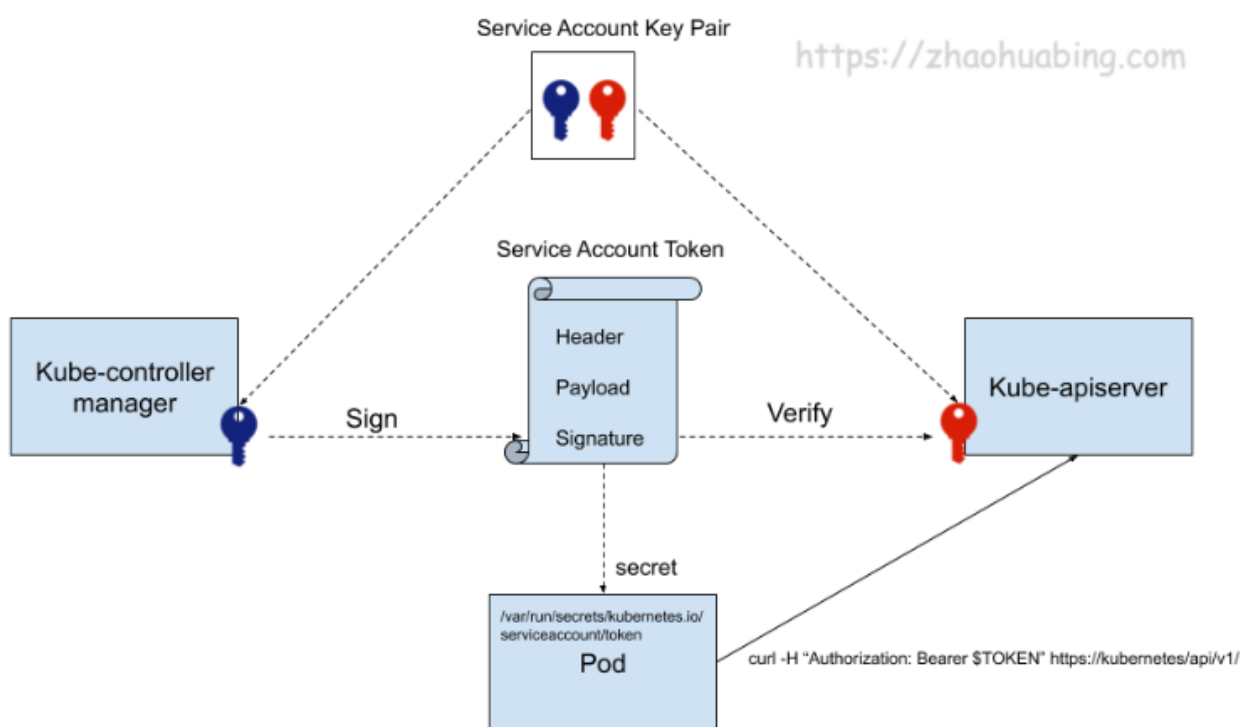 Service Account Key Pair
https://zhaohuabing.com
Service Account Token
Header
Payload
Signature
Kube-controller
manager
Sign
Verify
Kube-apiserver
secret
/var/run/secrets/kubernetes.io/
serviceaccount/token
Pod
curl -H “Authorization: Bearer $TOKEN” https://kubernetes/api/v1/